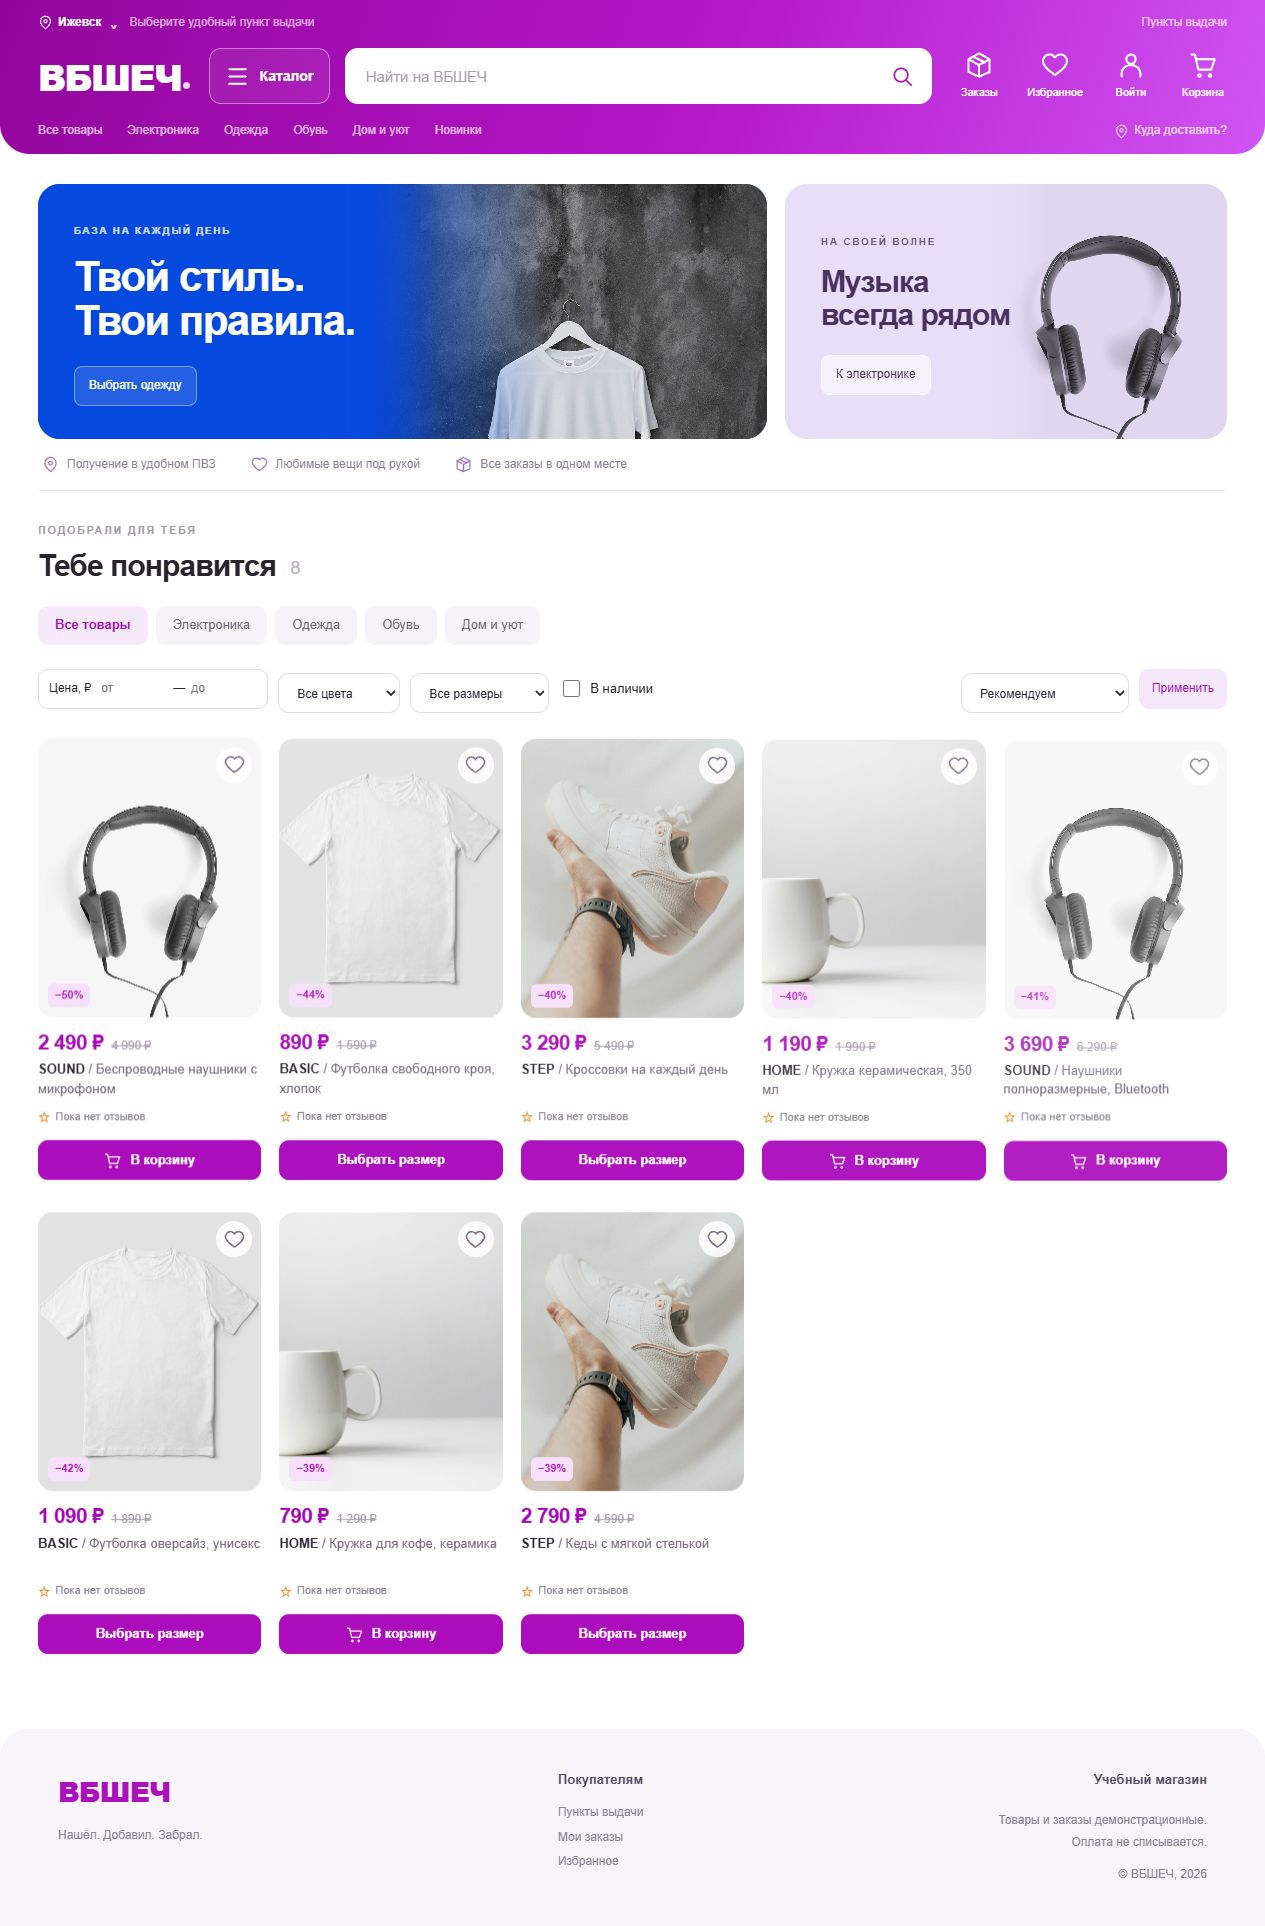 Ижевск
Выберите удобный пункт выдачи
Пункты выдачи
ВБШЕЧ.
Каталог
Найти на ВБШЕЧ
Заказы
Избранное
Войти
Корзина
Все товары
Электроника
Одежда
Обувь
Дом и уют
Новинки
Куда доставить?
БАЗА НА КАЖДЫЙ ДЕНЬ
Твой стиль.
Твои правила.
Выбрать одежду
НА СВОЕЙ ВОЛНЕ
Музыка
всегда рядом
К электронике
Получение в удобном ПВЗ
Любимые вещи под рукой
Все заказы в одном месте
ПОДОБРАЛИ ДЛЯ ТЕБЯ
Тебе понравится 8
Все товары
Электроника
Одежда
Обувь
Дом и уют
Цена, ₽ от — до
Все цвета
Все размеры
В наличии
Рекомендуем
Применить
−50%
2 490 ₽ 4 990 ₽
SOUND / Беспроводные наушники с
микрофоном
Пока нет отзывов
В корзину
−44%
890 ₽ 1 590 ₽
BASIC / Футболка свободного кроя,
хлопок
Пока нет отзывов
Выбрать размер
−40%
3 290 ₽ 5 490 ₽
STEP / Кроссовки на каждый день
Пока нет отзывов
Выбрать размер
−40%
1 190 ₽ 1 990 ₽
HOME / Кружка керамическая, 350
мл
Пока нет отзывов
В корзину
−41%
3 690 ₽ 6 290 ₽
SOUND / Наушники
полноразмерные, Bluetooth
Пока нет отзывов
В корзину
−42%
1 090 ₽ 1 890 ₽
BASIC / Футболка оверсайз, унисекс
Пока нет отзывов
Выбрать размер
−39%
790 ₽ 1 290 ₽
HOME / Кружка для кофе, керамика
Пока нет отзывов
В корзину
−39%
2 790 ₽ 4 590 ₽
STEP / Кеды с мягкой стелькой
Пока нет отзывов
Выбрать размер
ВБШЕЧ
Нашёл. Добавил. Забрал.
Покупателям
Пункты выдачи
Мои заказы
Избранное
Учебный магазин
Товары и заказы демонстрационные.
Оплата не списывается.
© ВБШЕЧ, 2026